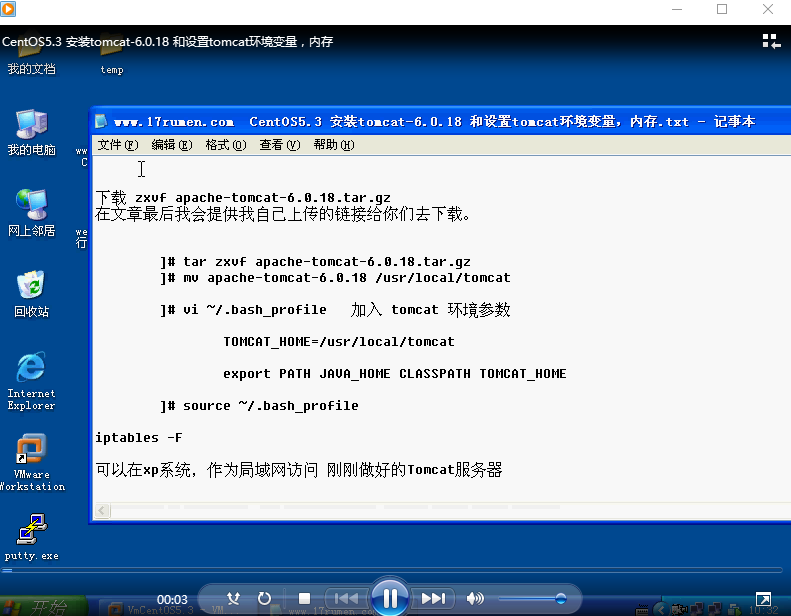 CentOS5.3 安装tomcat-6.0.18 和设置tomcat环境变量，内存
我的文档
temp
我的电脑
网上邻居
回收站
Internet
Explorer
VMware
Workstation
putty.exe
www.17rumen.com CentOS5.3 安装tomcat-6.0.18 和设置tomcat环境变量，内存.txt - 记事本
文件(F) 编辑(E) 格式(O) 查看(V) 帮助(H)
下载 zxvf apache-tomcat-6.0.18.tar.gz
在文章最后我会提供我自己上传的链接给你们去下载。
]# tar zxvf apache-tomcat-6.0.18.tar.gz
]# mv apache-tomcat-6.0.18 /usr/local/tomcat
]# vi ~/.bash_profile 加入 tomcat 环境参数
TOMCAT_HOME=/usr/local/tomcat
export PATH JAVA_HOME CLASSPATH TOMCAT_HOME
]# source ~/.bash_profile
iptables -F
可以在xp系统，作为局域网访问 刚刚做好的Tomcat服务器
开始
VmCentOS5.3 - VM
www.17rumen.
00:03
10:32